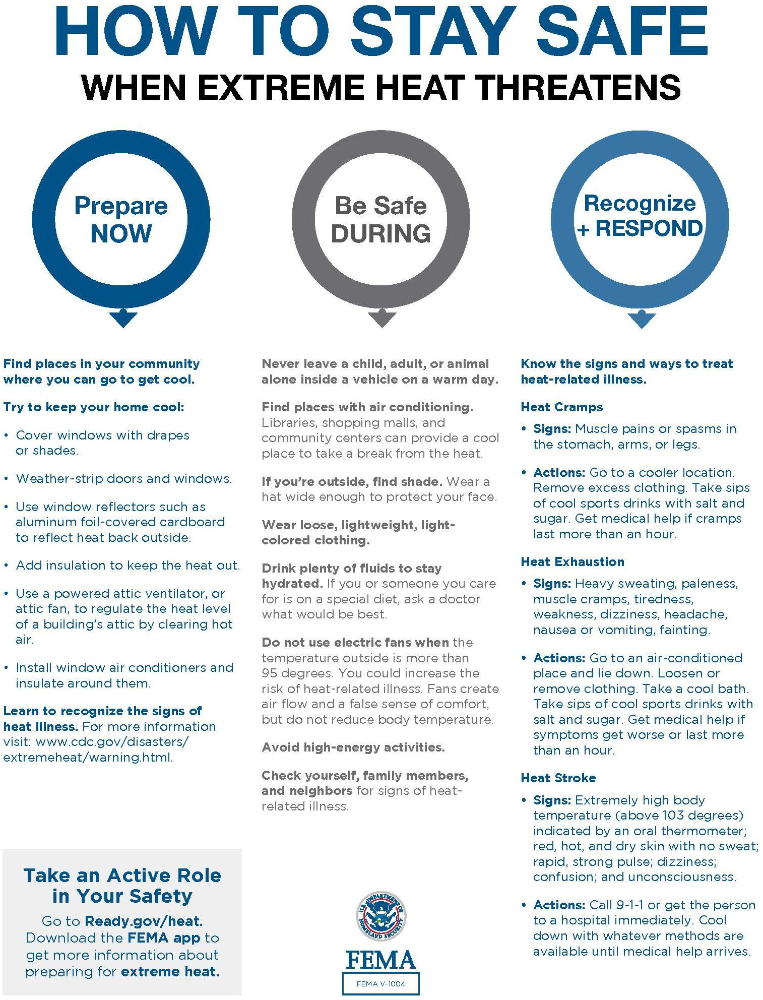 HOW TO STAY SAFE
WHEN EXTREME HEAT THREATENS
Prepare
NOW
Find places in your community
where you can go to get cool.
Try to keep your home cool:
• Cover windows with drapes
or shades.
• Weather-strip doors and windows.
• Use window reflectors such as
aluminum foil-covered cardboard
to reflect heat back outside.
• Add insulation to keep the heat out.
• Use a powered attic ventilator, or
attic fan, to regulate the heat level
of a building's attic by clearing hot
air.
• Install window air conditioners and
insulate around them.
Learn to recognize the signs of
heat illness. For more information
visit: www.cdc.gov/disasters/
extremeheat/warning.html.
Take an Active Role
in Your Safety
Go to Ready.gov/heat.
Download the FEMA app to
get more information about
preparing for extreme heat.
Be Safe
DURING
Never leave a child, adult, or animal
alone inside a vehicle on a warm day.
Find places with air conditioning.
Libraries, shopping malls, and
community centers can provide a cool
place to take a break from the heat.
If you're outside, find shade. Wear a
hat wide enough to protect your face.
Wear loose, lightweight, light-
colored clothing.
Drink plenty of fluids to stay
hydrated. If you or someone you care
for is on a special diet, ask a doctor
what would be best.
Do not use electric fans when the
temperature outside is more than
95 degrees. You could increase the
risk of heat-related illness. Fans create
air flow and a false sense of comfort,
but do not reduce body temperature.
Avoid high-energy activities.
Check yourself, family members,
and neighbors for signs of heat-
related illness.
U.S. DEPARTMENT OF
HOMELAND SECURITY
FEMA
FEMA V-1004
Recognize
+ RESPOND
Know the signs and ways to treat
heat-related illness.
Heat Cramps
• Signs: Muscle pains or spasms in
the stomach, arms, or legs.
• Actions: Go to a cooler location.
Remove excess clothing. Take sips
of cool sports drinks with salt and
sugar. Get medical help if cramps
last more than an hour.
Heat Exhaustion
• Signs: Heavy sweating, paleness,
muscle cramps, tiredness,
weakness, dizziness, headache,
nausea or vomiting, fainting.
• Actions: Go to an air-conditioned
place and lie down. Loosen or
remove clothing. Take a cool bath.
Take sips of cool sports drinks with
salt and sugar. Get medical help if
symptoms get worse or last more
than an hour.
Heat Stroke
• Signs: Extremely high body
temperature (above 103 degrees)
indicated by an oral thermometer;
red, hot, and dry skin with no sweat;
rapid, strong pulse; dizziness;
confusion; and unconsciousness.
• Actions: Call 9-1-1 or get the person
to a hospital immediately. Cool
down with whatever methods are
available until medical help arrives.